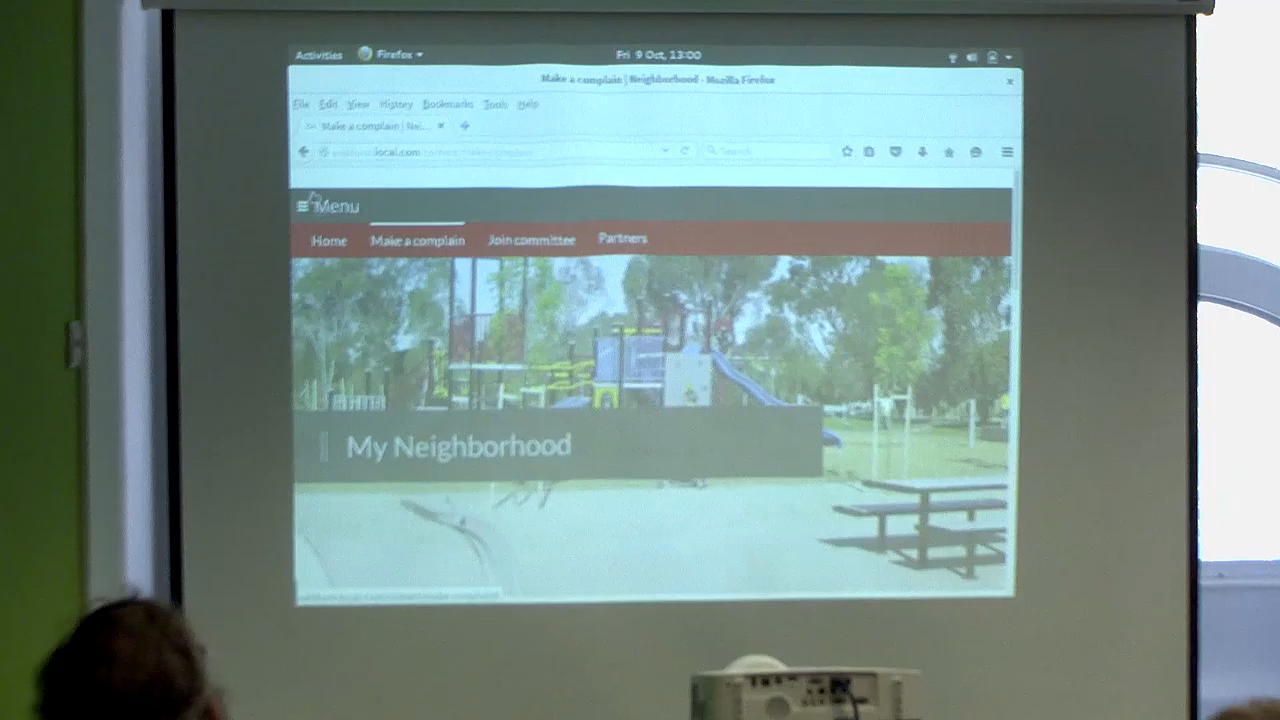 Activities Firefox Fri 9 Oct, 13:00
Make a complain | Neighborhood - Mozilla Firefox
File Edit View History Bookmarks Tools Help
Make a complain | Nei...
local.com
Search
Menu
Home Make a complain Join committee Partners
My Neighborhood